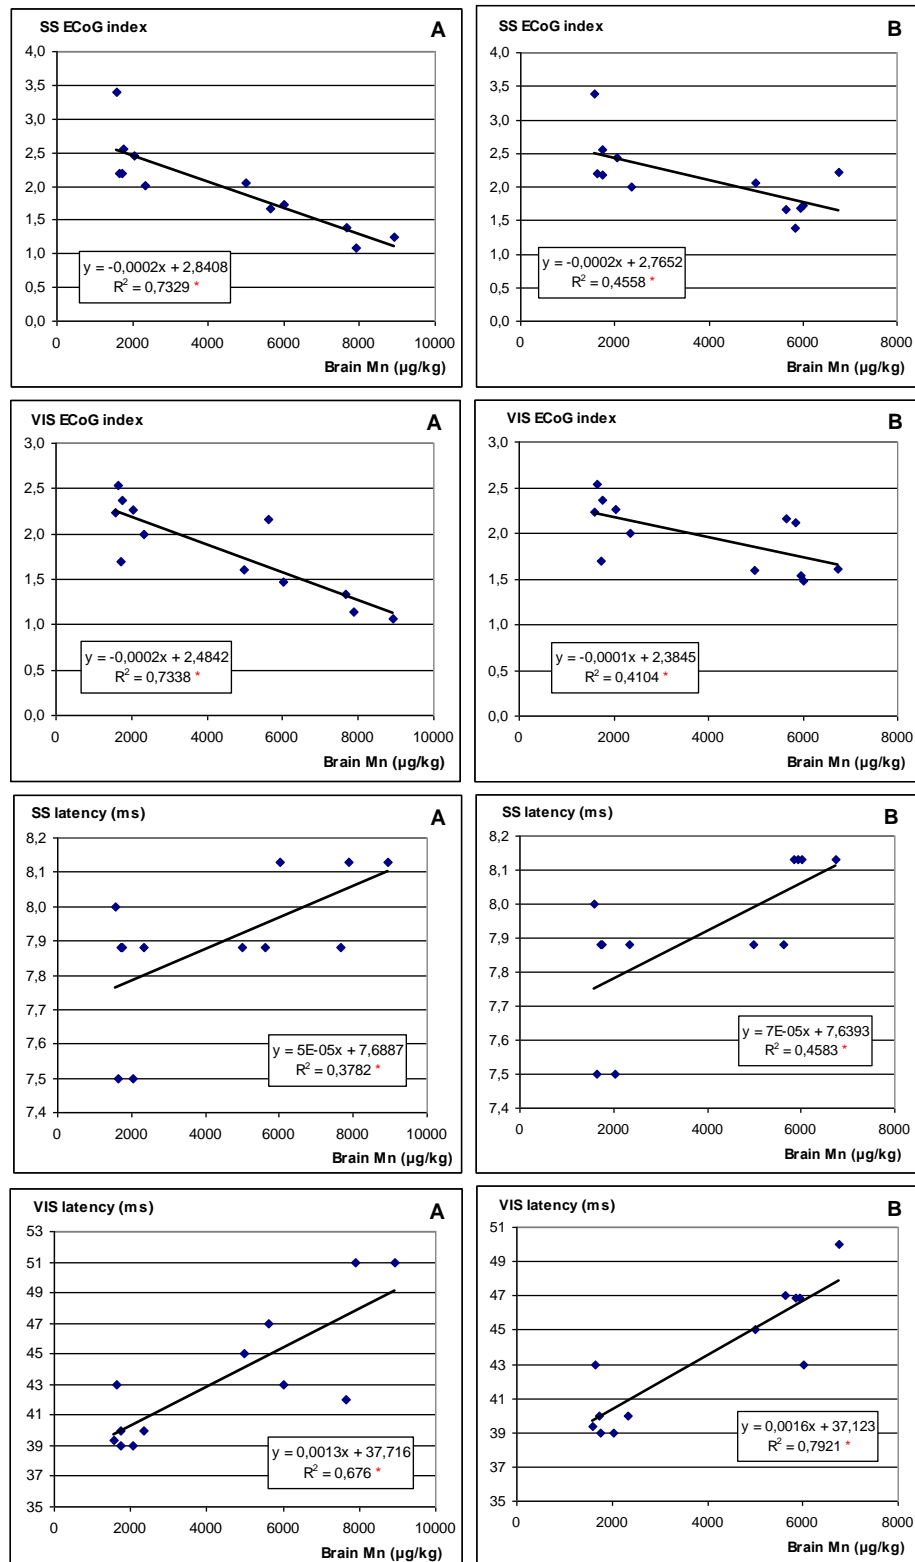 SS ECoG index A
4,0
3,5
3,0
2,5
2,0
1,5
1,0
0,5
0,0
y = -0,0002x + 2,8408
R² = 0,7329 *
0 2000 4000 6000 8000 10000
Brain Mn (µg/kg)
SS ECoG index B
4,0
3,5
3,0
2,5
2,0
1,5
1,0
0,5
0,0
y = -0,0002x + 2,7652
R² = 0,4558 *
0 2000 4000 6000 8000
Brain Mn (µg/kg)
VIS ECoG index A
3,0
2,5
2,0
1,5
1,0
0,5
0,0
y = -0,0002x + 2,4842
R² = 0,7338 *
0 2000 4000 6000 8000 10000
Brain Mn (µg/kg)
VIS ECoG index B
3,0
2,5
2,0
1,5
1,0
0,5
0,0
y = -0,0001x + 2,3845
R² = 0,4104 *
0 2000 4000 6000 8000
Brain Mn (µg/kg)
SS latency (ms) A
8,2
8,1
8,0
7,9
7,8
7,7
7,6
7,5
7,4
y = 5E-05x + 7,6887
R² = 0,3782 *
0 2000 4000 6000 8000 10000
Brain Mn (µg/kg)
SS latency (ms) B
8,2
8,1
8,0
7,9
7,8
7,7
7,6
7,5
7,4
y = 7E-05x + 7,6393
R² = 0,4583 *
0 2000 4000 6000 8000
Brain Mn (µg/kg)
VIS latency (ms) A
53
51
49
47
45
43
41
39
37
35
y = 0,0013x + 37,716
R² = 0,676 *
0 2000 4000 6000 8000 10000
Brain Mn (µg/kg)
VIS latency (ms) B
51
49
47
45
43
41
39
37
35
y = 0,0016x + 37,123
R² = 0,7921 *
0 2000 4000 6000 8000
Brain Mn (µg/kg)